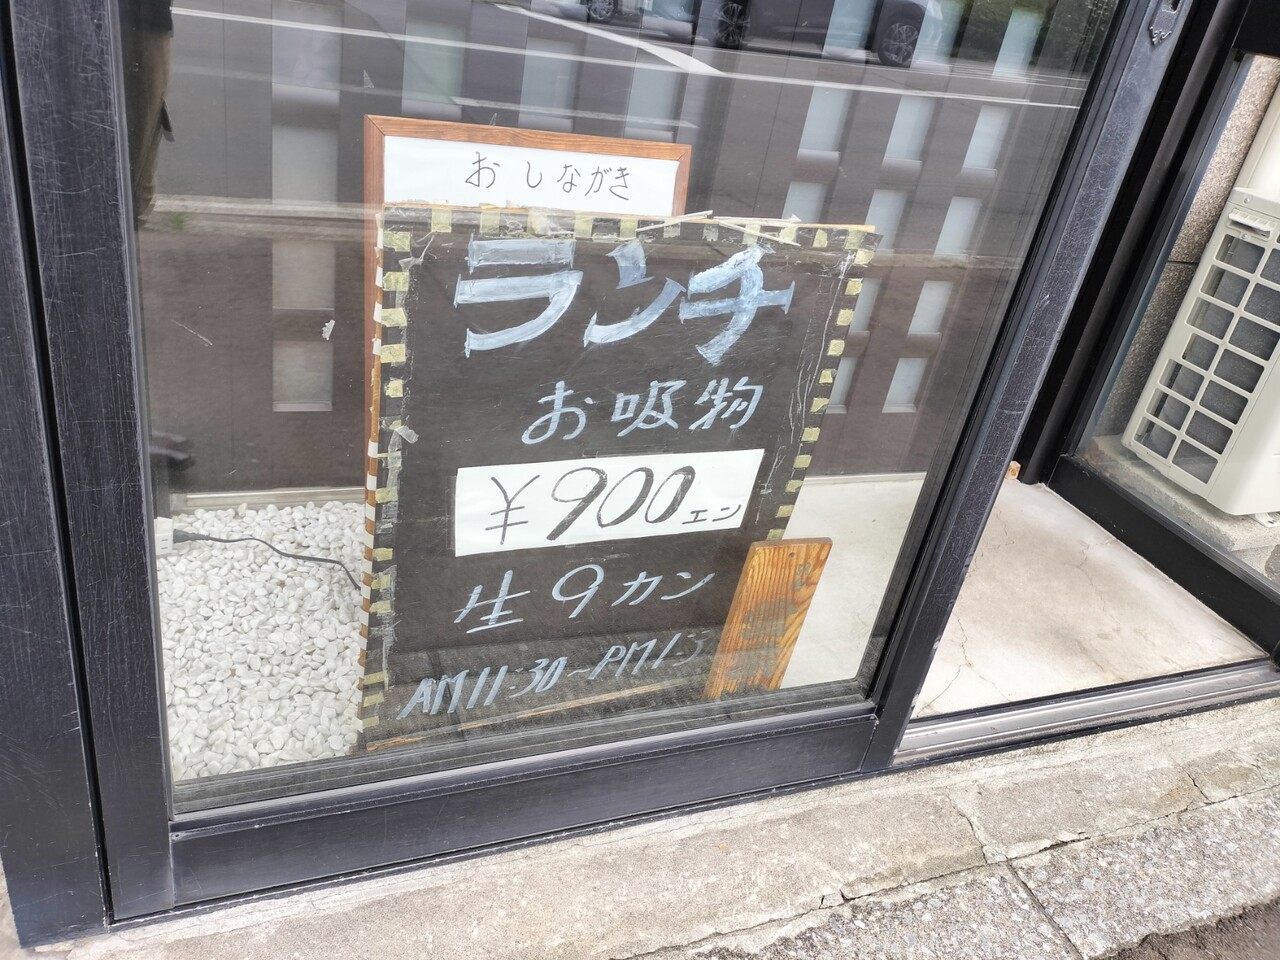 おしながき
ランチ
お吸物
¥900エン
生9カン
AM11:30~PM1:3